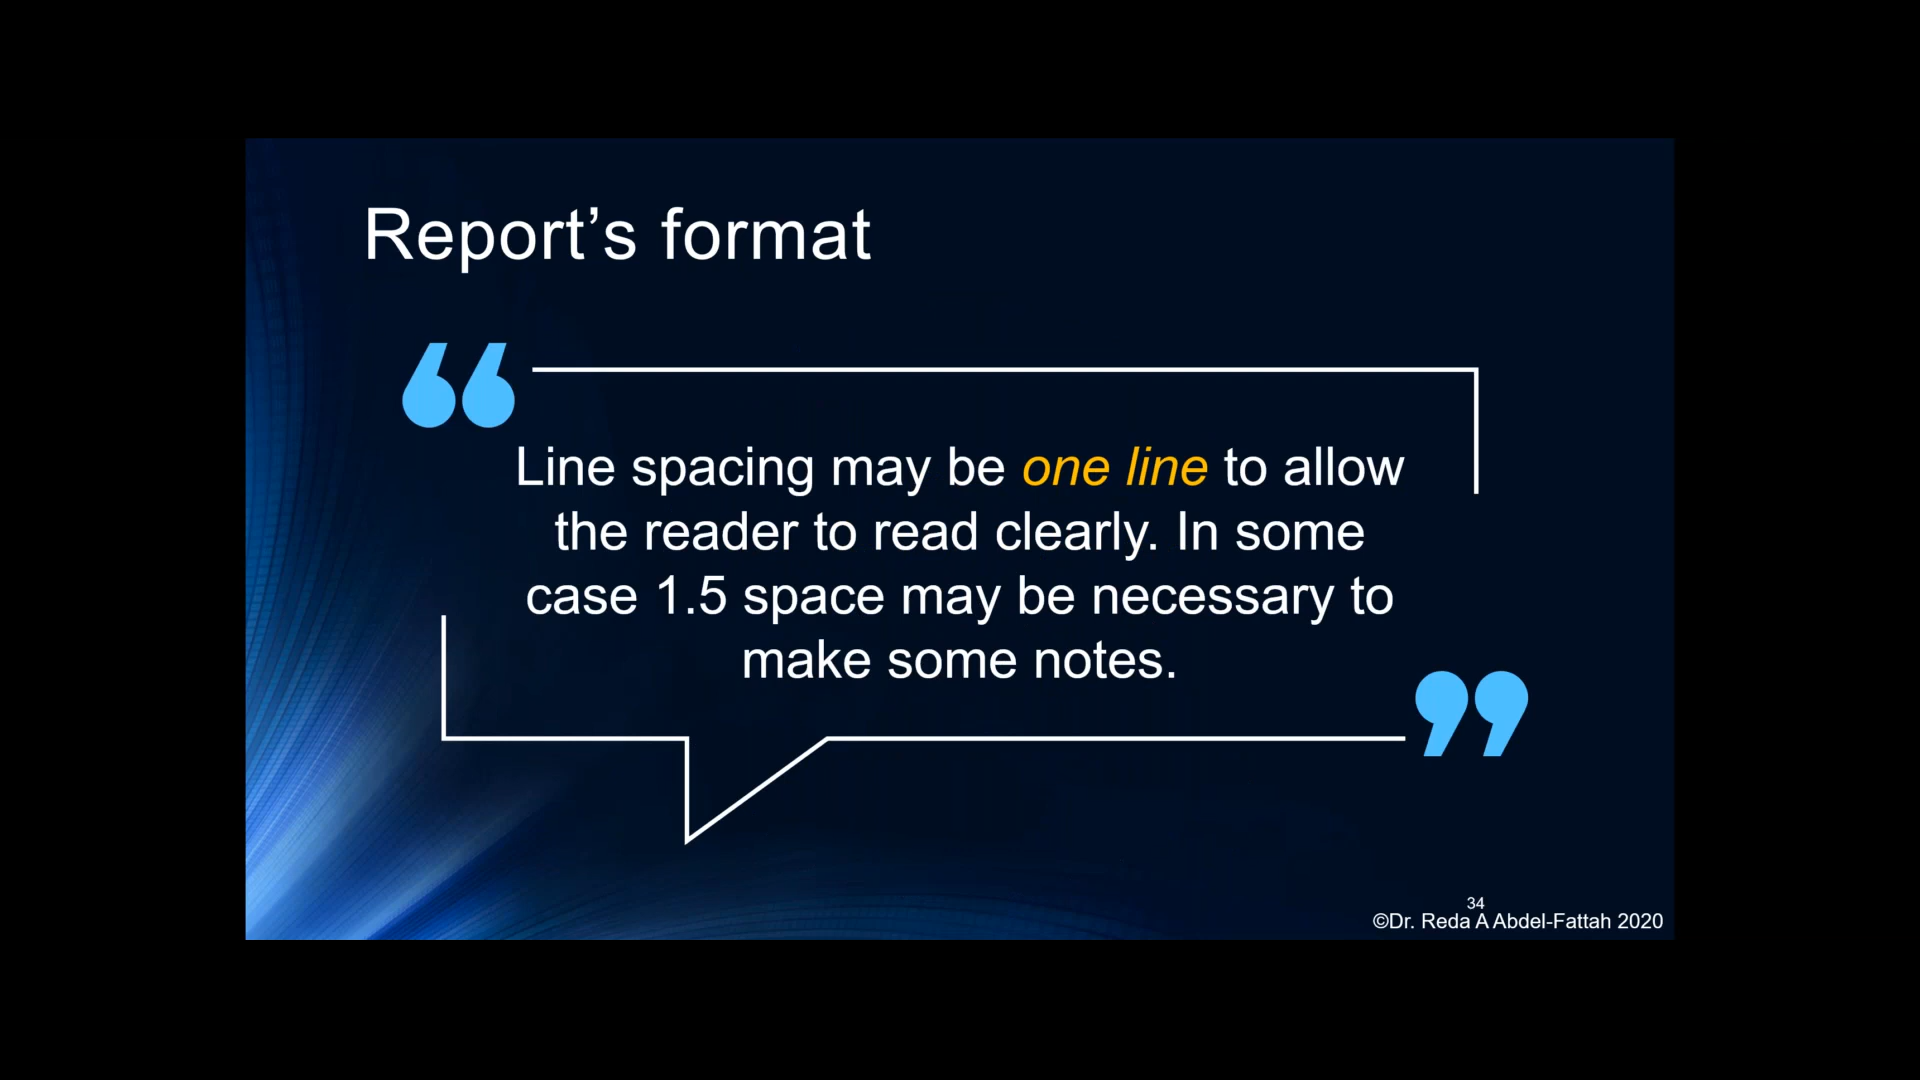 Report’s format
“
Line spacing may be one line to allow
the reader to read clearly. In some
case 1.5 space may be necessary to
make some notes.
”
34
©Dr. Reda A Abdel-Fattah 2020